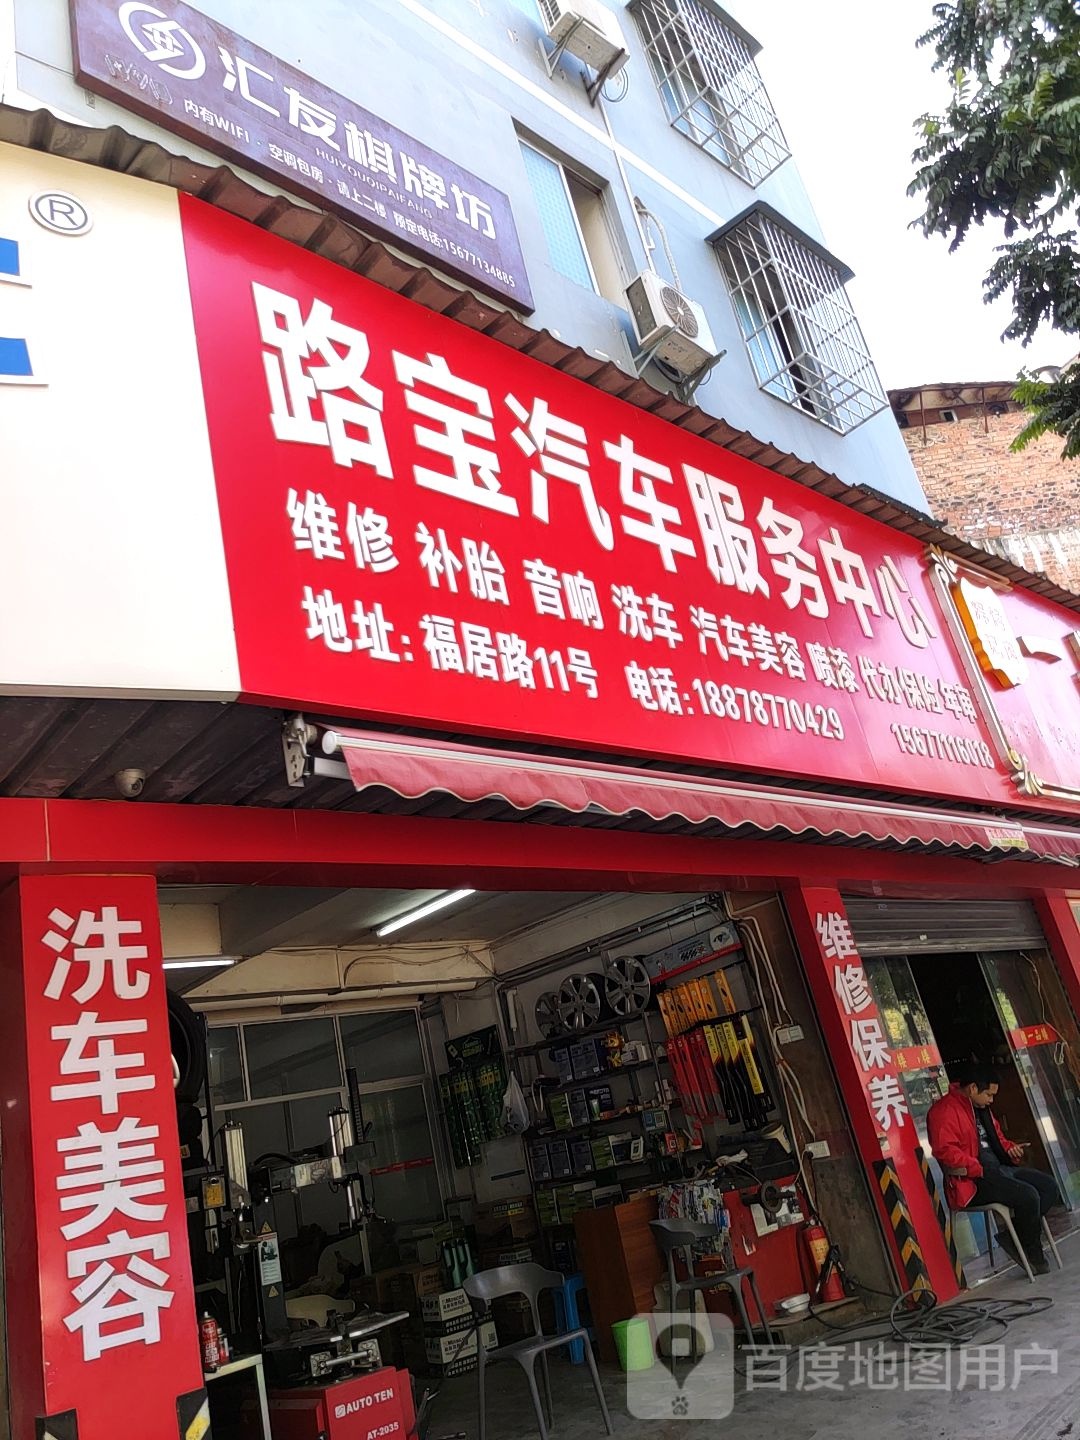 汇友棋牌坊
HUIYOUQIPAIFANG
内有WIFI·空调包房·请上二楼 预定电话:15677134885
®
路宝汽车服务中心
维修 补胎 音响 洗车 汽车美容 喷漆 代办保险 年审
地址:福居路11号 电话:18878770429
15677116018
洗车美容
维修保养
AUTO TEN
AT-2035
百度地图用户